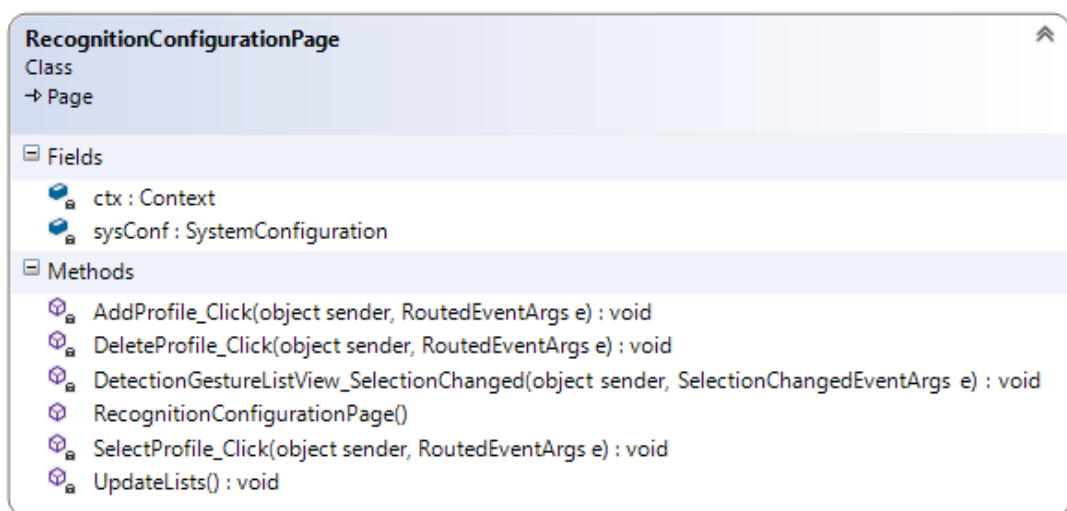 RecognitionConfigurationPage
Class
Page
Fields
ctx : Context
sysConf : SystemConfiguration
Methods
AddProfile_Click(object sender, RoutedEventArgs e) : void
DeleteProfile_Click(object sender, RoutedEventArgs e) : void
DetectionGestureListView_SelectionChanged(object sender, SelectionChangedEventArgs e) : void
RecognitionConfigurationPage()
SelectProfile_Click(object sender, RoutedEventArgs e) : void
UpdateLists() : void